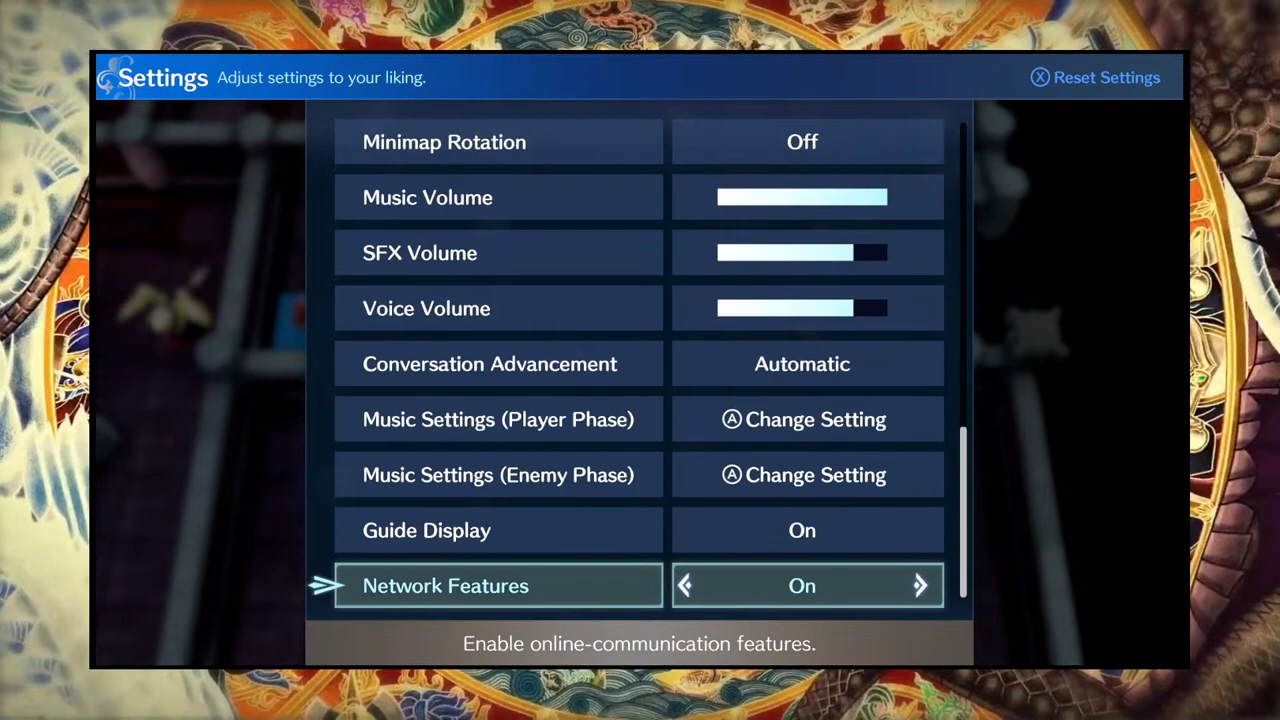 Settings Adjust settings to your liking. Ⓧ Reset Settings
Minimap Rotation Off
Music Volume
SFX Volume
Voice Volume
Conversation Advancement Automatic
Music Settings (Player Phase) Ⓐ Change Setting
Music Settings (Enemy Phase) Ⓐ Change Setting
Guide Display On
Network Features On
Enable online-communication features.